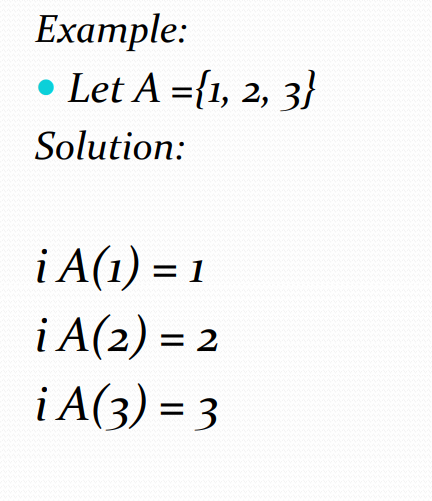 Example:
• Let A ={1, 2, 3}
Solution:
i A(1) = 1
i A(2) = 2
i A(3) = 3